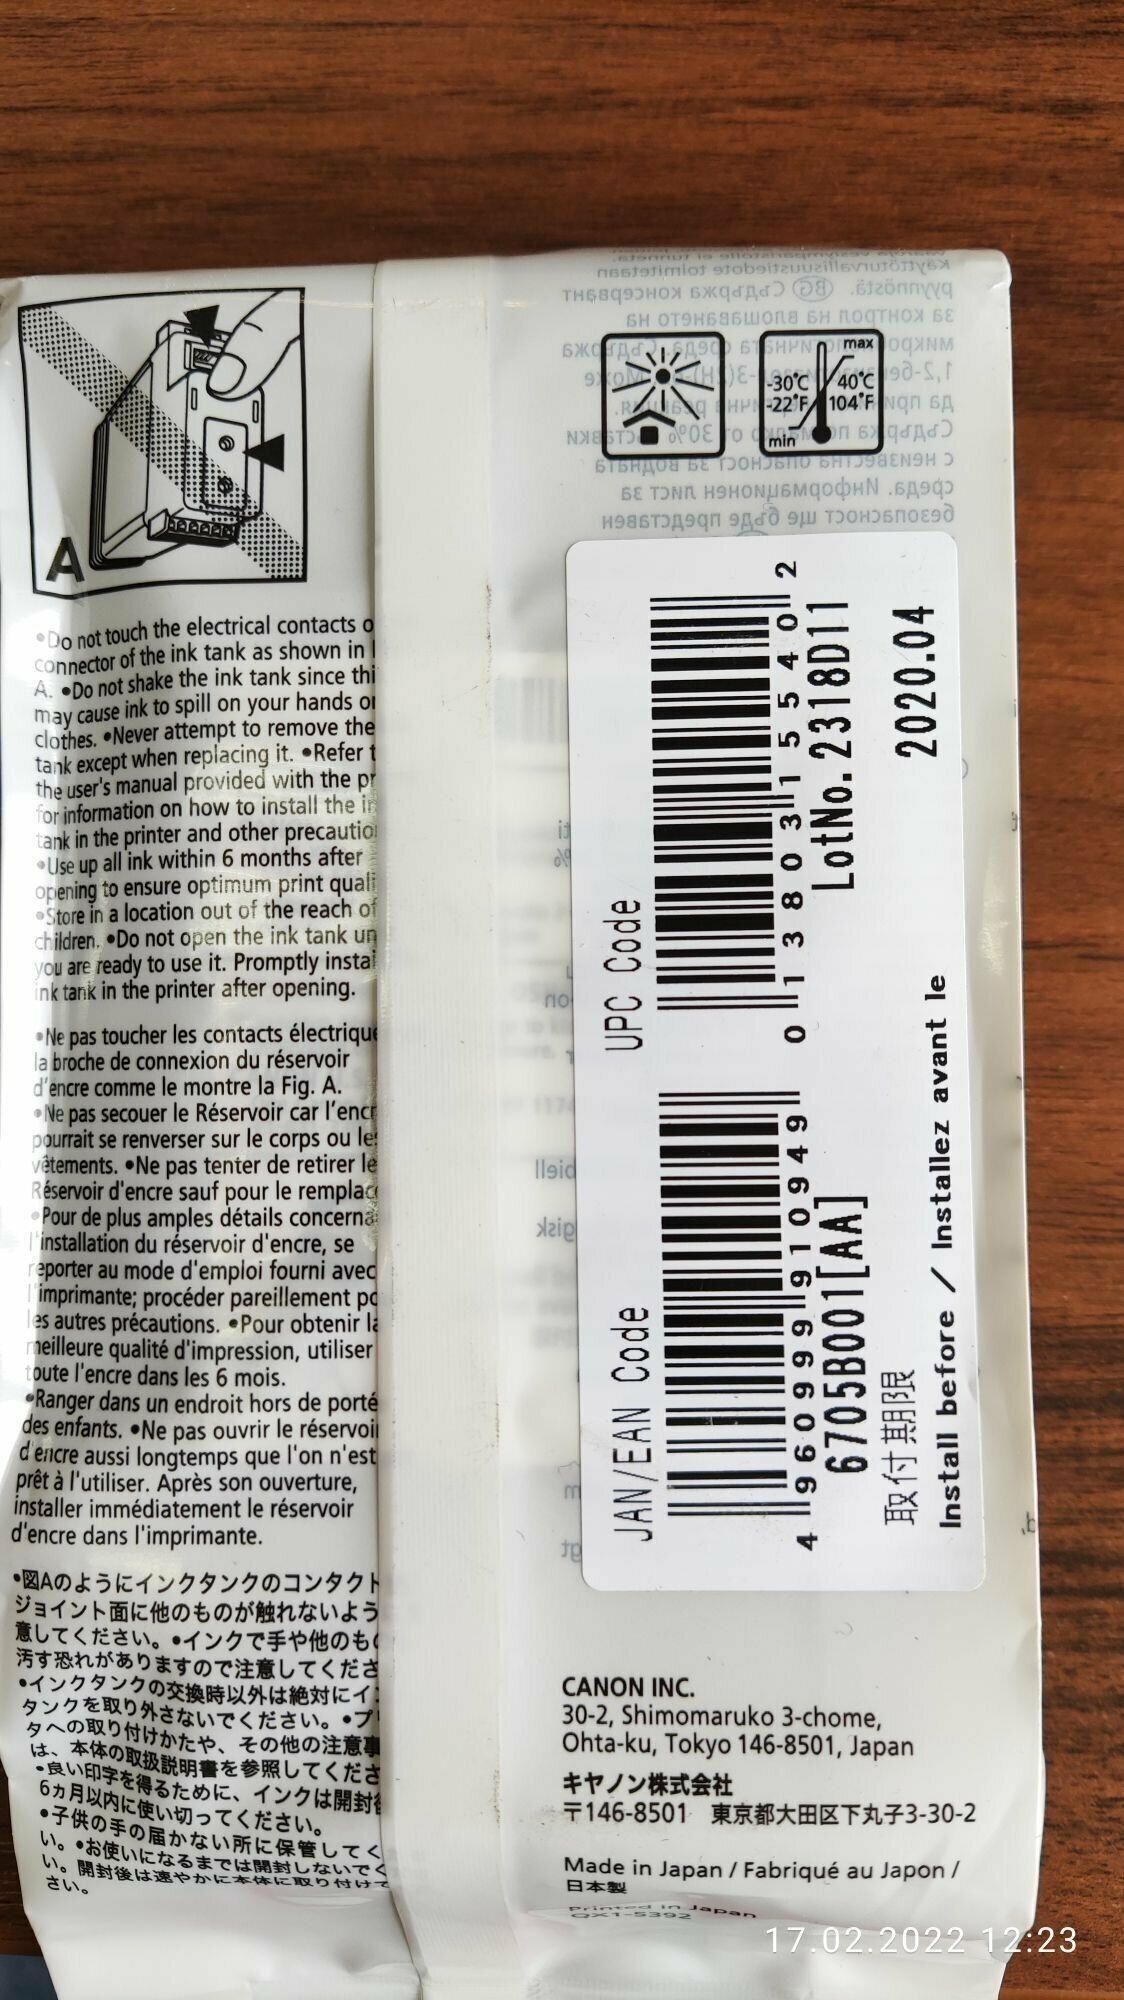 A
•Do not touch the electrical contacts o
connector of the ink tank as shown in
A. •Do not shake the ink tank since thi
may cause ink to spill on your hands or
clothes. •Never attempt to remove the
tank except when replacing it. •Refer t
the user's manual provided with the pr
for information on how to install the in
tank in the printer and other precautio
•Use up all ink within 6 months after
opening to ensure optimum print quali
•Store in a location out of the reach of
children. •Do not open the ink tank un
you are ready to use it. Promptly insta
ink tank in the printer after opening.
•Ne pas toucher les contacts électrique
la broche de connexion du réservoir
d'encre comme le montre la Fig. A.
•Ne pas secouer le Réservoir car l'encr
pourrait se renverser sur le corps ou les
vêtements. •Ne pas tenter de retirer le
Réservoir d'encre sauf pour le remplac
•Pour de plus amples détails concerna
l'installation du réservoir d'encre, se
reporter au mode d'emploi fourni avec
l'imprimante; procéder pareillement po
les autres précautions. •Pour obtenir la
meilleure qualité d'impression, utiliser
toute l'encre dans les 6 mois.
•Ranger dans un endroit hors de porté
des enfants. •Ne pas ouvrir le réservoir
d'encre aussi longtemps que l'on n'est
prêt à l'utiliser. Après son ouverture,
installer immédiatement le réservoir
d'encre dans l'imprimante.
•図Aのようにインクタンクのコンタクト
ジョイント面に他のものが触れないよう
意してください。•インクで手や他のもの
汚す恐れがありますので注意してくださ
•インクタンクの交換時以外は絶対にイン
タンクを取り外さないでください。•プリ
タへの取り付けかたや、その他の注意事
は、本体の取扱説明書を参照してくださ
•良い印字を得るために、インクは開封後
6ヵ月以内に使い切ってください。
•子供の手の届かない所に保管してく
い。•お使いになるまでは開封しないでく
い。開封後は速やかに本体に取り付けて
さい。
max
-30°C
-22°F
40°C
104°F
min
UPC Code
0 13803 15540 2
LotNo.2318D11
2020.04
JAN/EAN Code
4 960999 910949
6705B001[AA]
取付期限
Install before / Installez avant le
CANON INC.
30-2, Shimomaruko 3-chome,
Ohta-ku, Tokyo 146-8501, Japan
キヤノン株式会社
〒146-8501 東京都大田区下丸子3-30-2
Made in Japan / Fabriqué au Japon /
日本製
Printed in Japan
QX1-5392
17.02.2022 12:23